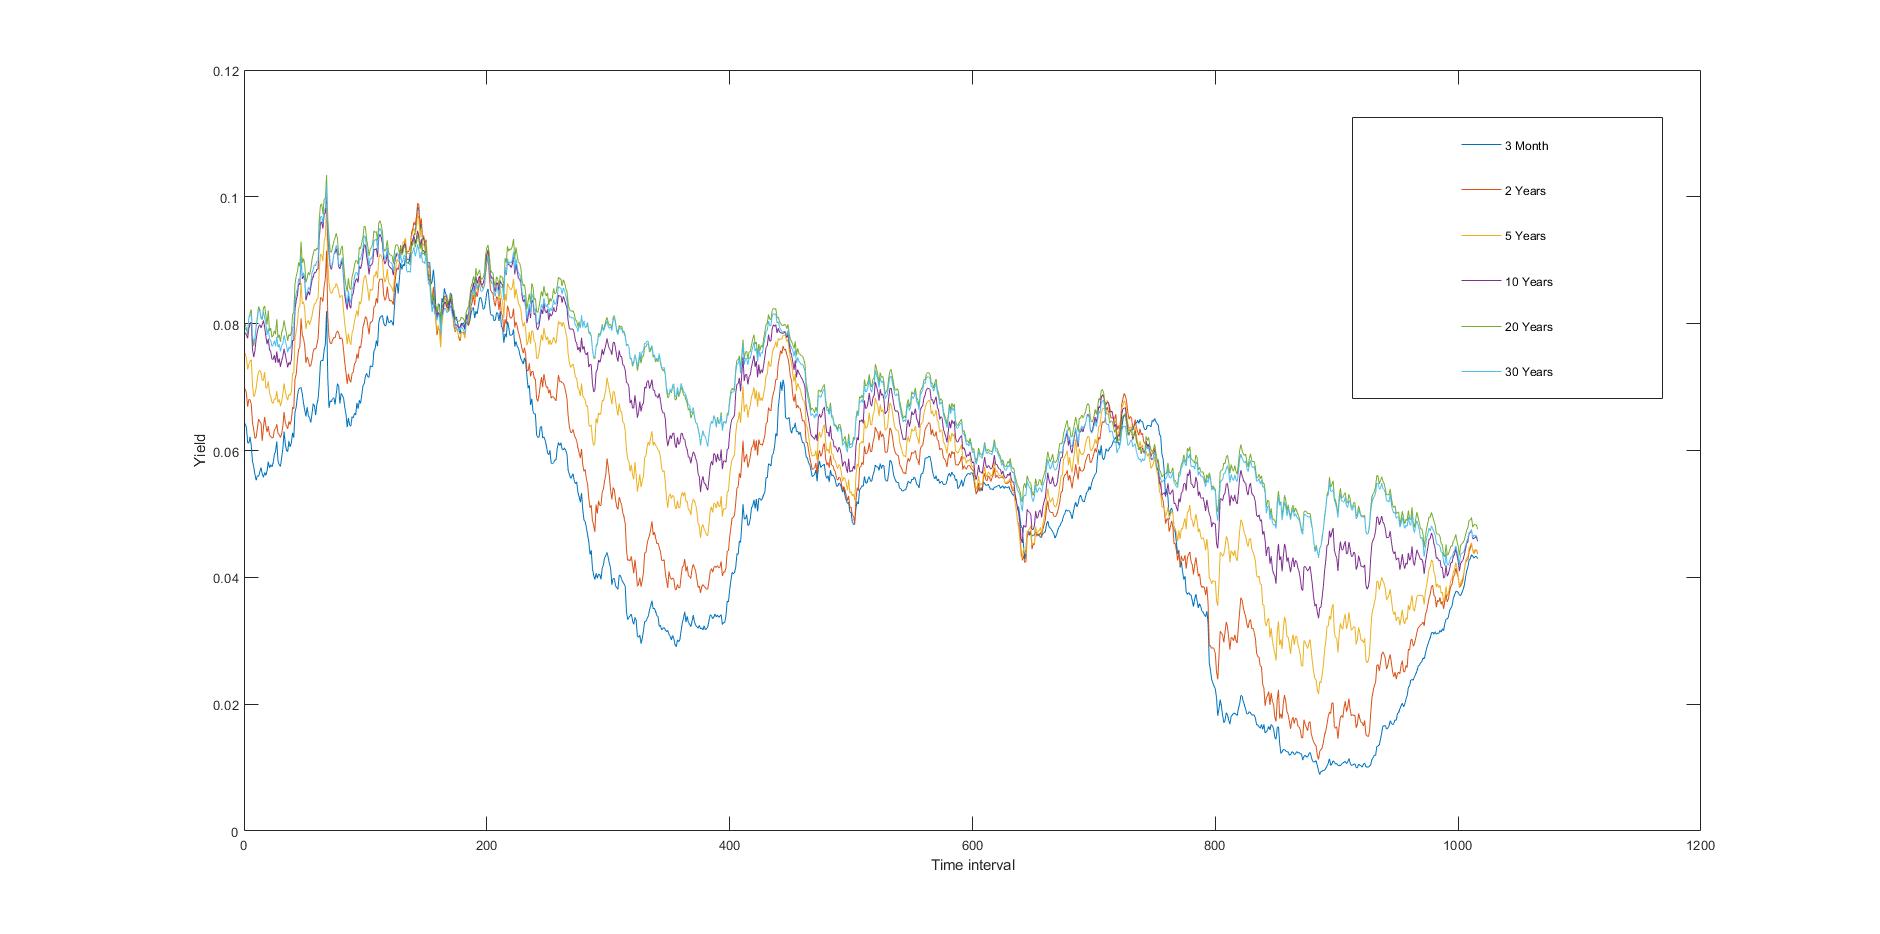 0.12
0.1
0.08
0.06
0.04
0.02
0
Yield
0 200 400 600 800 1000 1200
Time interval
3 Month
2 Years
5 Years
10 Years
20 Years
30 Years